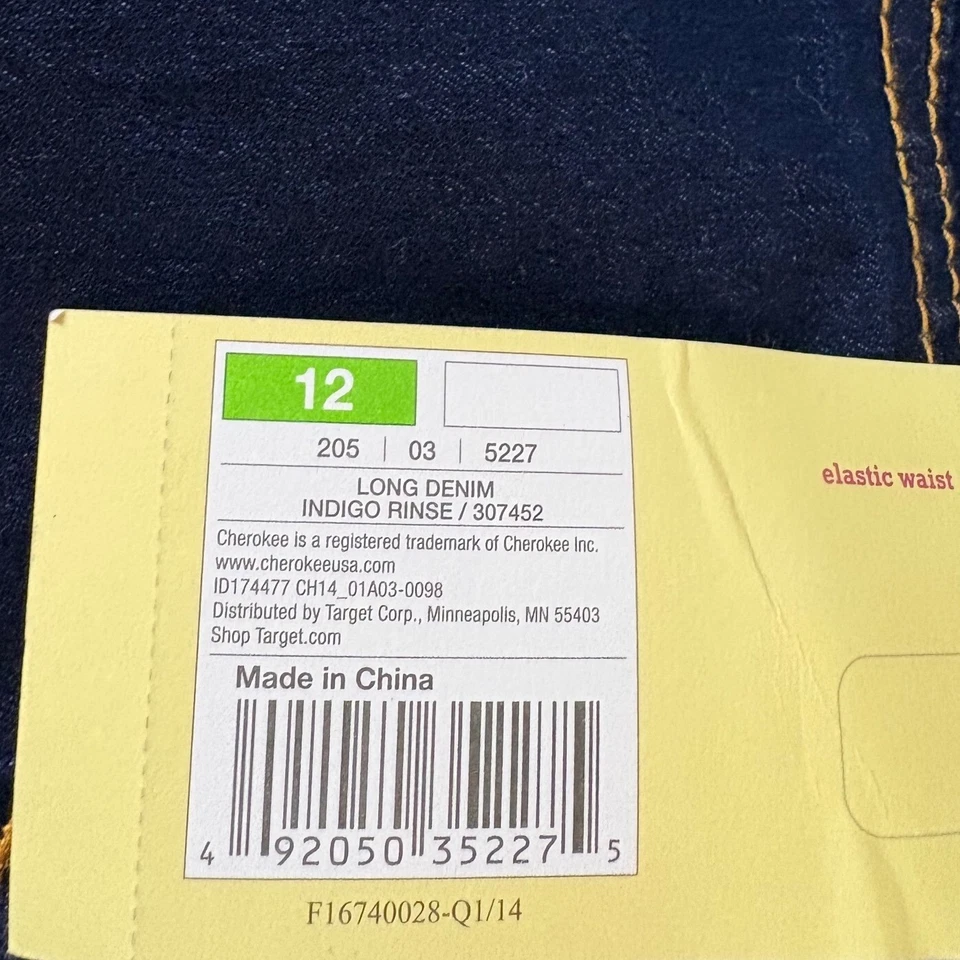 12
205 | 03 | 5227
LONG DENIM
INDIGO RINSE / 307452
Cherokee is a registered trademark of Cherokee Inc.
www.cherokeeusa.com
ID174477 CH14_01A03-0098
Distributed by Target Corp., Minneapolis, MN 55403
Shop Target.com
Made in China
4 92050 35227 5
F16740028-Q1/14
elastic waist